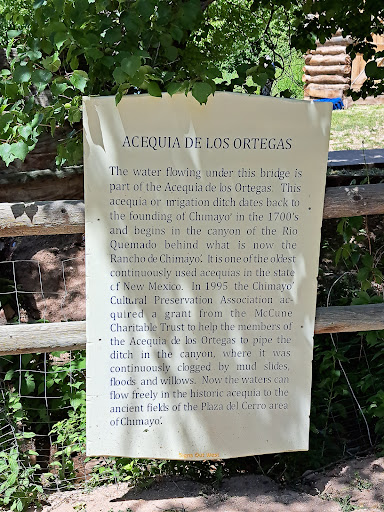 ACEQUIA DE LOS ORTEGAS
The water flowing under this bridge is
part of the Acequia de los Ortegas. This
acequia or irrigation ditch dates back to
the founding of Chimayo' in the 1700's
and begins in the canyon of the Rio
Quemado behind what is now the
Rancho de Chimayo'. It is one of the oldest
continuously used acequias in the state
of New Mexico. In 1995 the Chimayo'
Cultural Preservation Association ac-
quired a grant from the McCune
Charitable Trust to help the members of
the Acequia de los Ortegas to pipe the
ditch in the canyon, where it was
continuously clogged by mud slides,
floods and willows. Now the waters can
flow freely in the historic acequia to the
ancient fields of the Plaza del Cerro area
of Chimayo'.